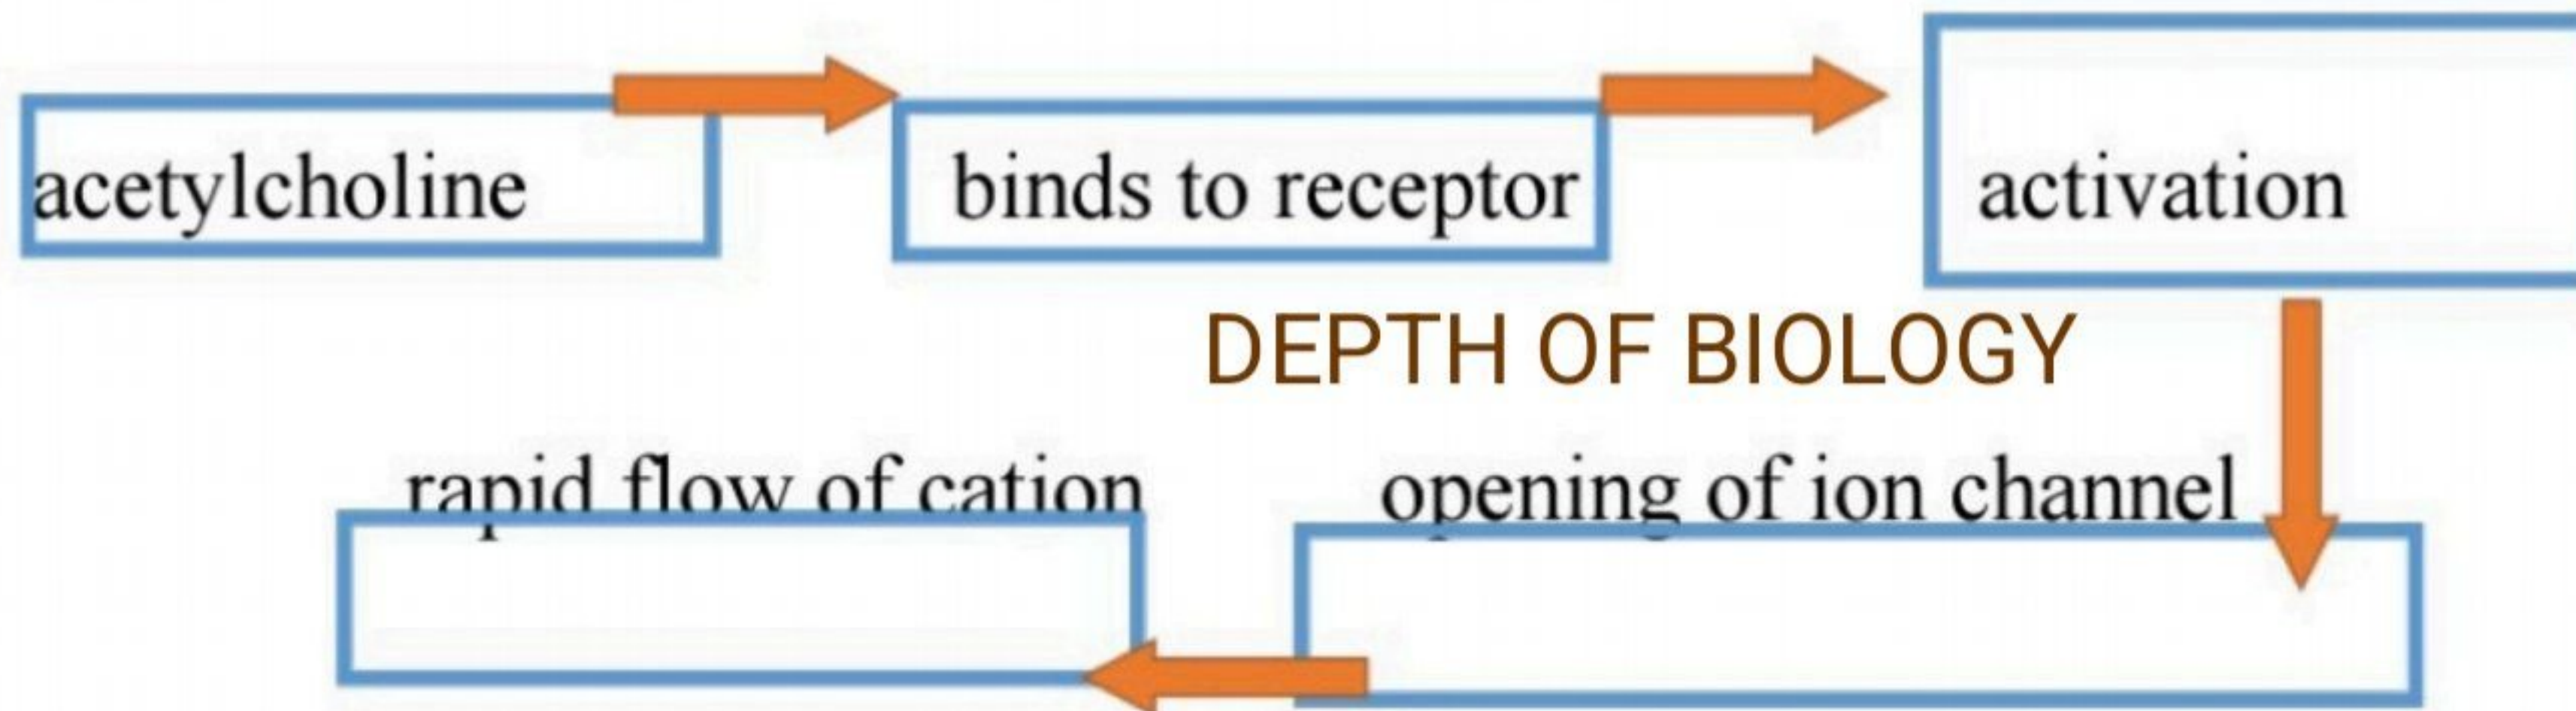 acetylcholine
binds to receptor
activation
DEPTH OF BIOLOGY
opening of ion channel
rapid flow of cation